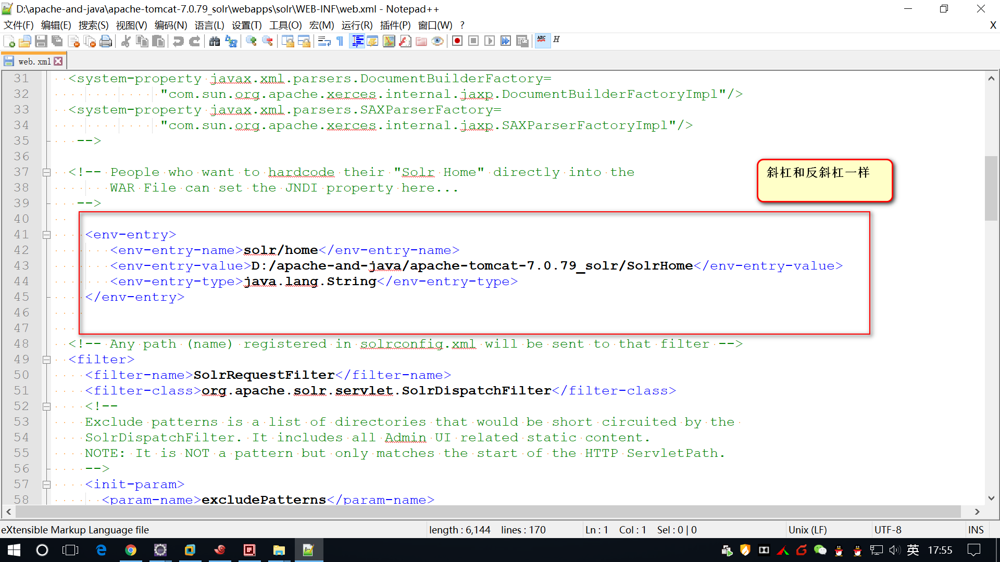 D:\apache-and-java\apache-tomcat-7.0.79_solr\webapps\solr\WEB-INF\web.xml - Notepad++
文件(F) 编辑(E) 搜索(S) 视图(V) 编码(N) 语言(L) 设置(T) 工具(O) 宏(M) 运行(R) 插件(P) 窗口(W) ? X
web.xml
31 <system-property javax.xml.parsers.DocumentBuilderFactory=
32 "com.sun.org.apache.xerces.internal.jaxp.DocumentBuilderFactoryImpl"/>
33 <system-property javax.xml.parsers.SAXParserFactory=
34 "com.sun.org.apache.xerces.internal.jaxp.SAXParserFactoryImpl"/>
35 -->
36
37 <!-- People who want to hardcode their "Solr Home" directly into the
斜杠和反斜杠一样
38 WAR File can set the JNDI property here...
39 -->
40
41 <env-entry>
42 <env-entry-name>solr/home</env-entry-name>
43 <env-entry-value>D:/apache-and-java/apache-tomcat-7.0.79_solr/SolrHome</env-entry-value>
44 <env-entry-type>java.lang.String</env-entry-type>
45 </env-entry>
46
47
48 <!-- Any path (name) registered in solrconfig.xml will be sent to that filter -->
49 <filter>
50 <filter-name>SolrRequestFilter</filter-name>
51 <filter-class>org.apache.solr.servlet.SolrDispatchFilter</filter-class>
52 <!--
53 Exclude patterns is a list of directories that would be short circuited by the
54 SolrDispatchFilter. It includes all Admin UI related static content.
55 NOTE: It is NOT a pattern but only matches the start of the HTTP ServletPath.
56 -->
57 <init-param>
58 <param-name>excludePatterns</param-name>
eXtensible Markup Language file length : 6,144 lines : 170 Ln : 1 Col : 1 Sel : 0 | 0 Unix (LF) UTF-8 INS
英 17:55